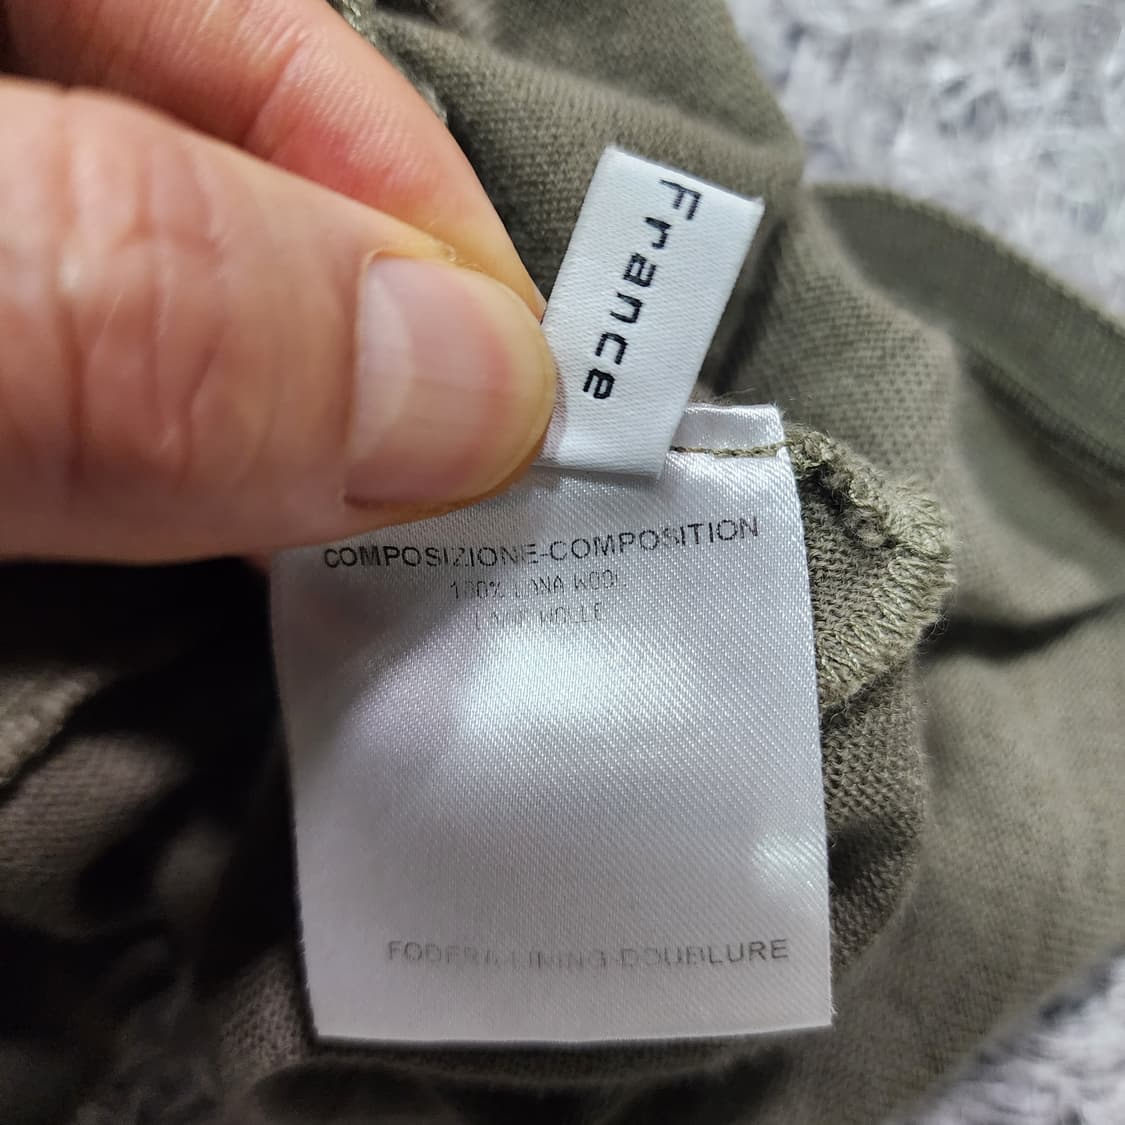 France
COMPOSIZIONE-COMPOSITION
100% LANA WOOL
LAINE WOLLE
FODERA-LINING-DOUBLURE